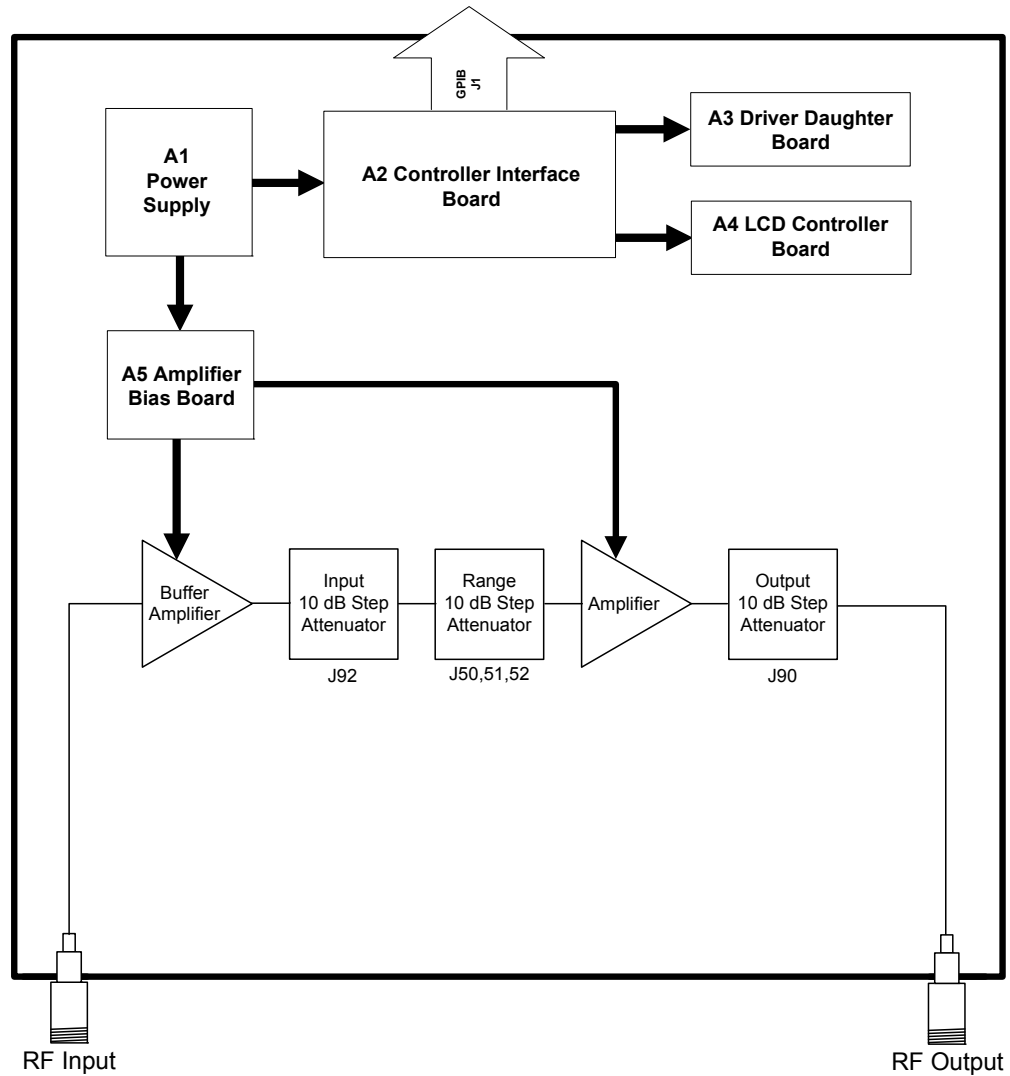 GPIB
J1
A1
Power
Supply
A2 Controller Interface
Board
A3 Driver Daughter
Board
A4 LCD Controller
Board
A5 Amplifier
Bias Board
Buffer
Amplifier
Input
10 dB Step
Attenuator
J92
Range
10 dB Step
Attenuator
J50,51,52
Amplifier
Output
10 dB Step
Attenuator
J90
RF Input
RF Output